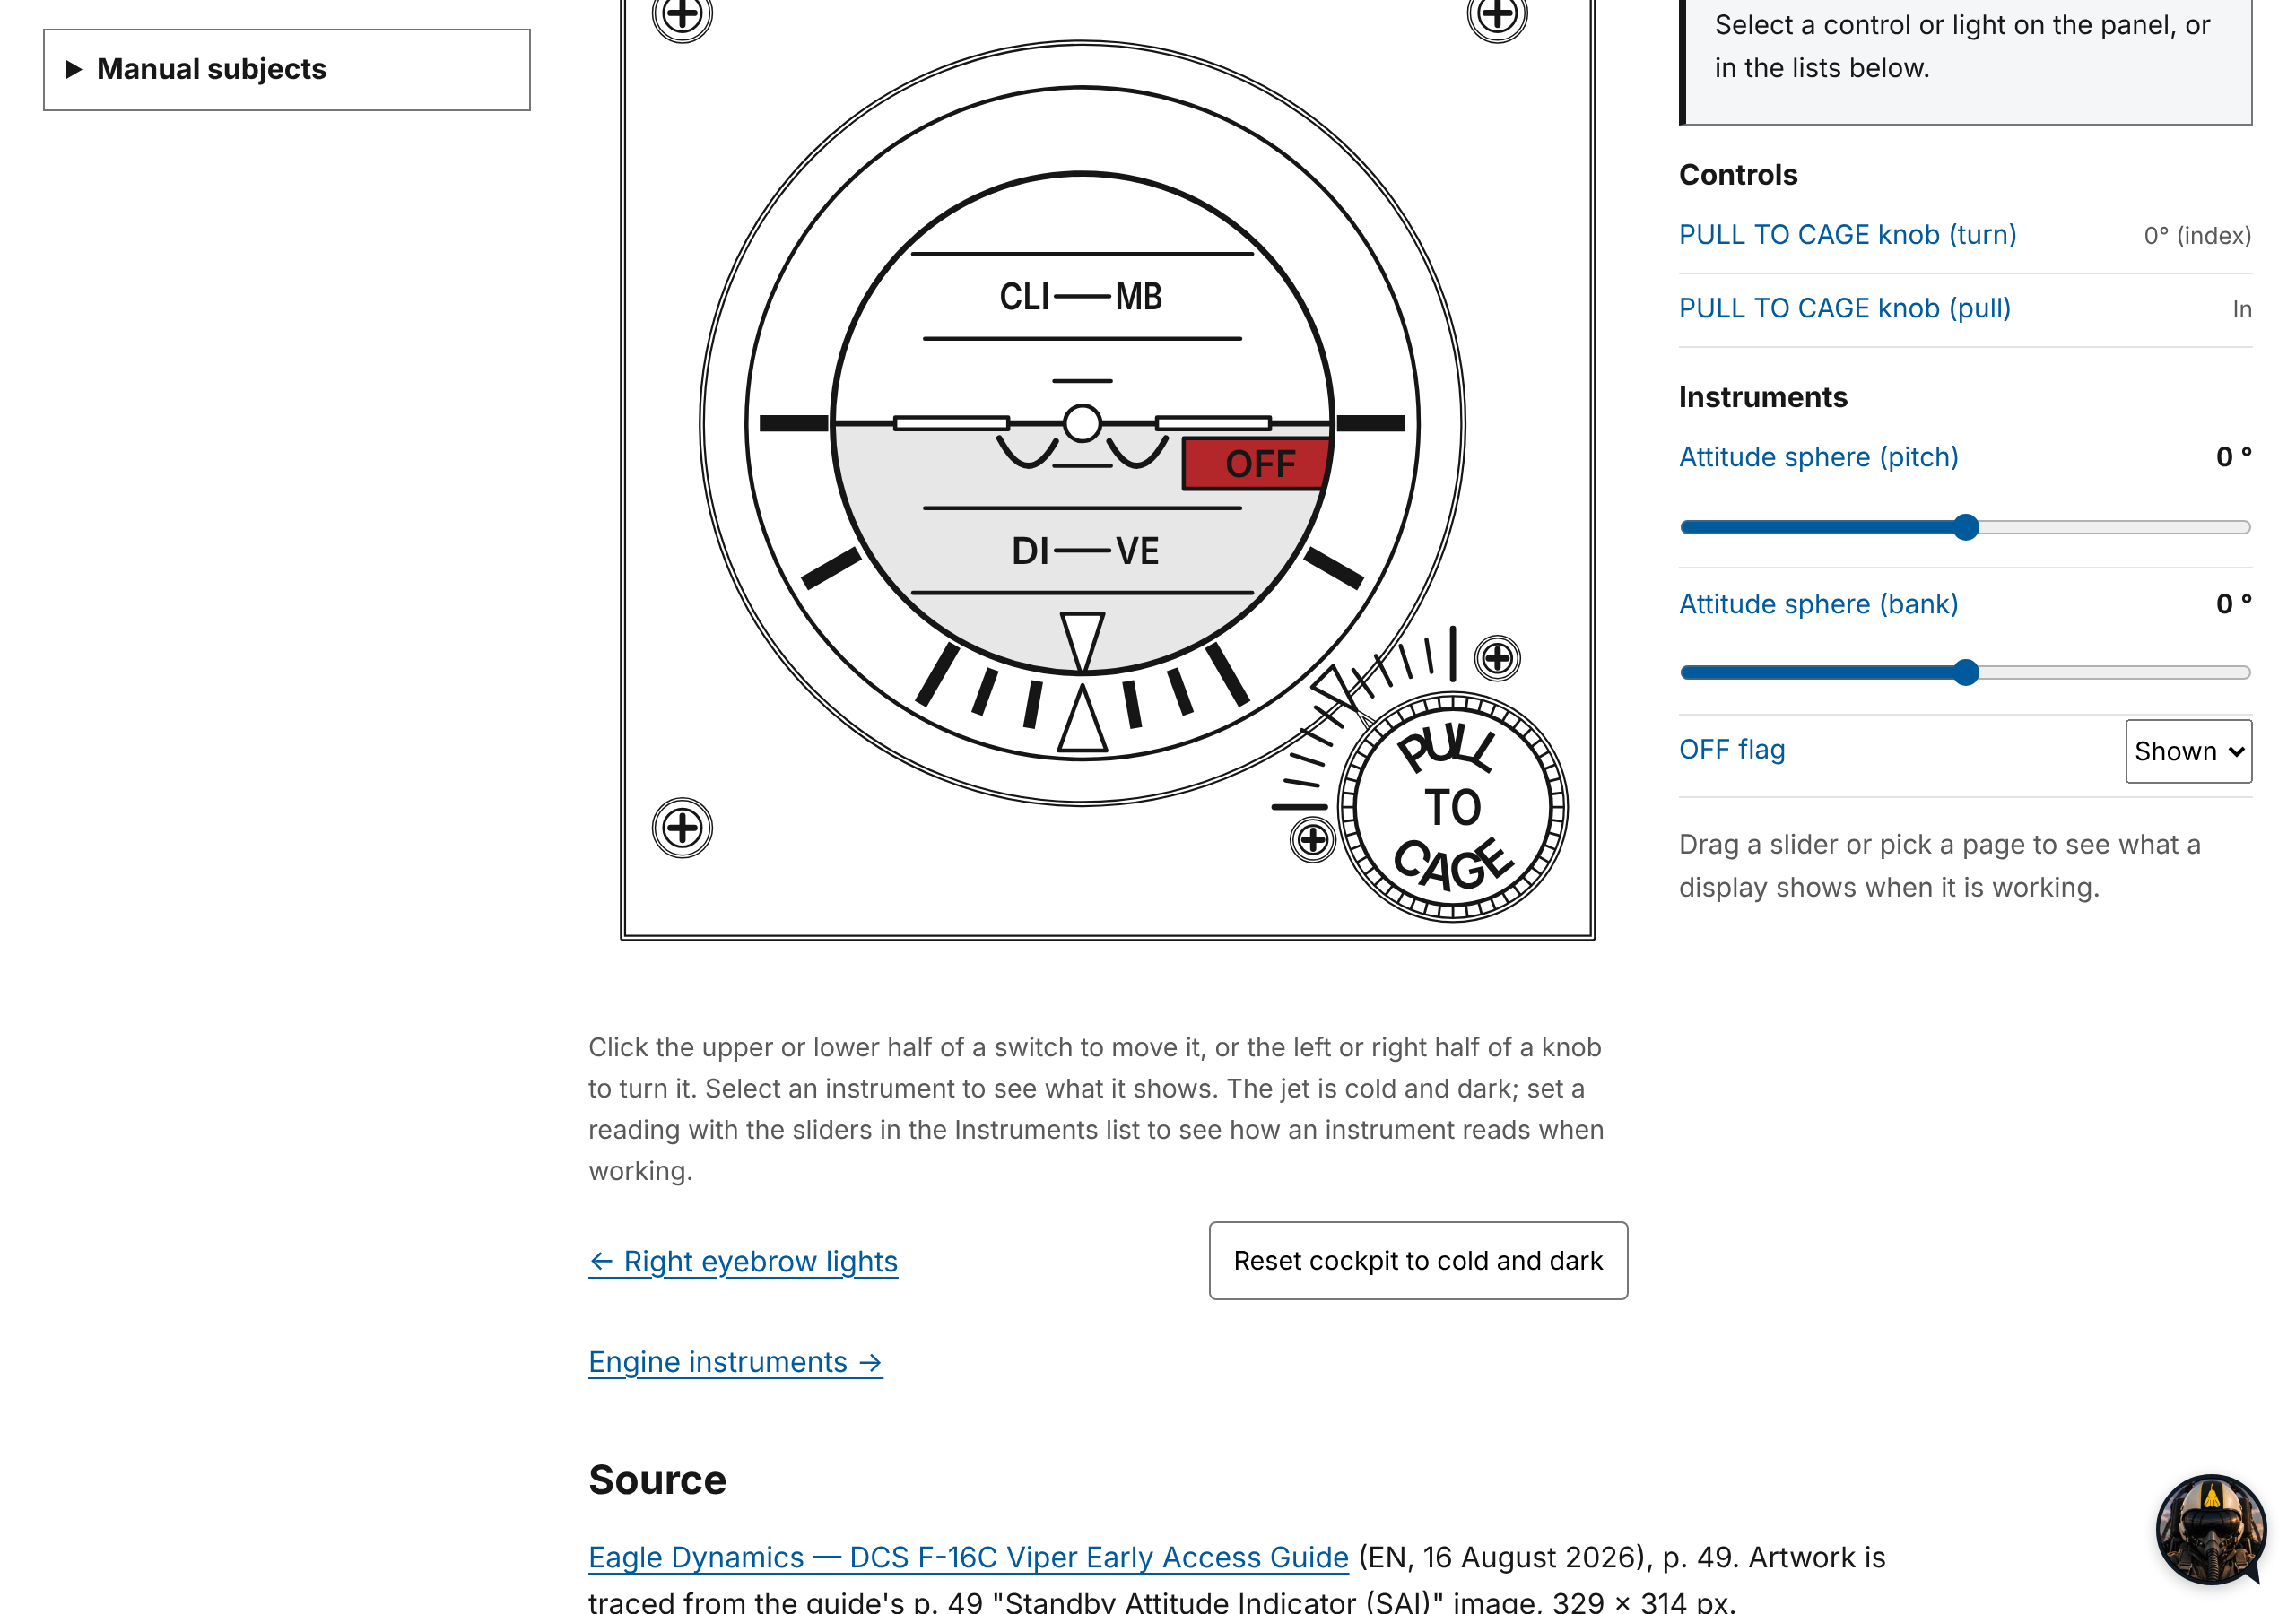 Manual subjects
CLI MB
OFF
DI VE
PULL
TO
CAGE
Click the upper or lower half of a switch to move it, or the left or right half of a knob
to turn it. Select an instrument to see what it shows. The jet is cold and dark; set a
reading with the sliders in the Instruments list to see how an instrument reads when
working.
← Right eyebrow lights
Reset cockpit to cold and dark
Engine instruments →
Source
Eagle Dynamics — DCS F-16C Viper Early Access Guide (EN, 16 August 2026), p. 49. Artwork is
traced from the guide's p. 49 "Standby Attitude Indicator (SAI)" image, 329 × 314 px.
Select a control or light on the panel, or
in the lists below.
Controls
PULL TO CAGE knob (turn) 0° (index)
PULL TO CAGE knob (pull) In
Instruments
Attitude sphere (pitch) 0 °
Attitude sphere (bank) 0 °
OFF flag Shown
Drag a slider or pick a page to see what a
display shows when it is working.